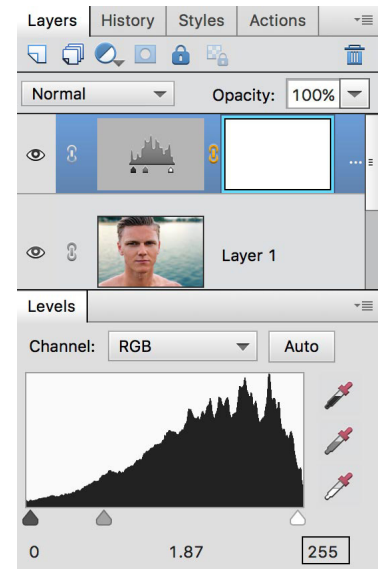 Layers History Styles Actions
Normal Opacity: 100%
...
Layer 1
Levels
Channel: RGB Auto
0 1.87 255